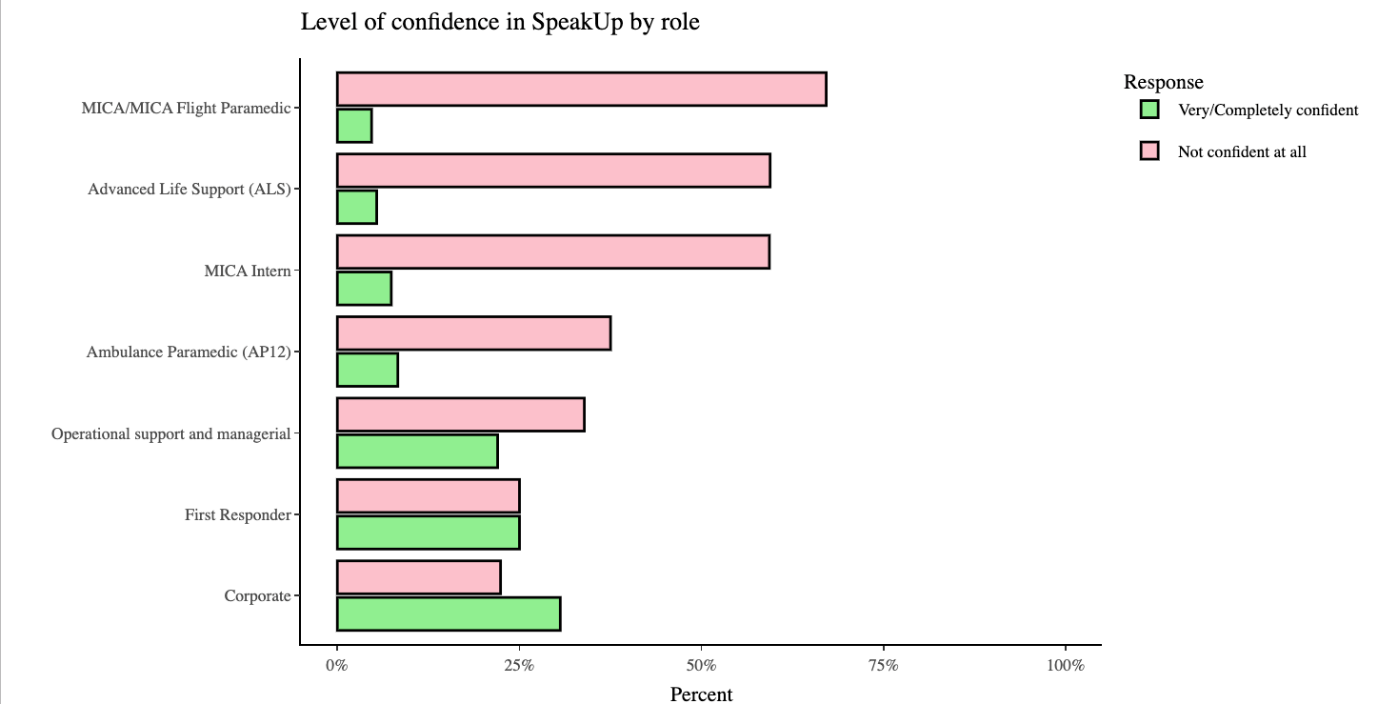 Level of confidence in SpeakUp by role
Response
Very/Completely confident
Not confident at all
MICA/MICA Flight Paramedic
Advanced Life Support (ALS)
MICA Intern
Ambulance Paramedic (AP12)
Operational support and managerial
First Responder
Corporate
0% 25% 50% 75% 100%
Percent